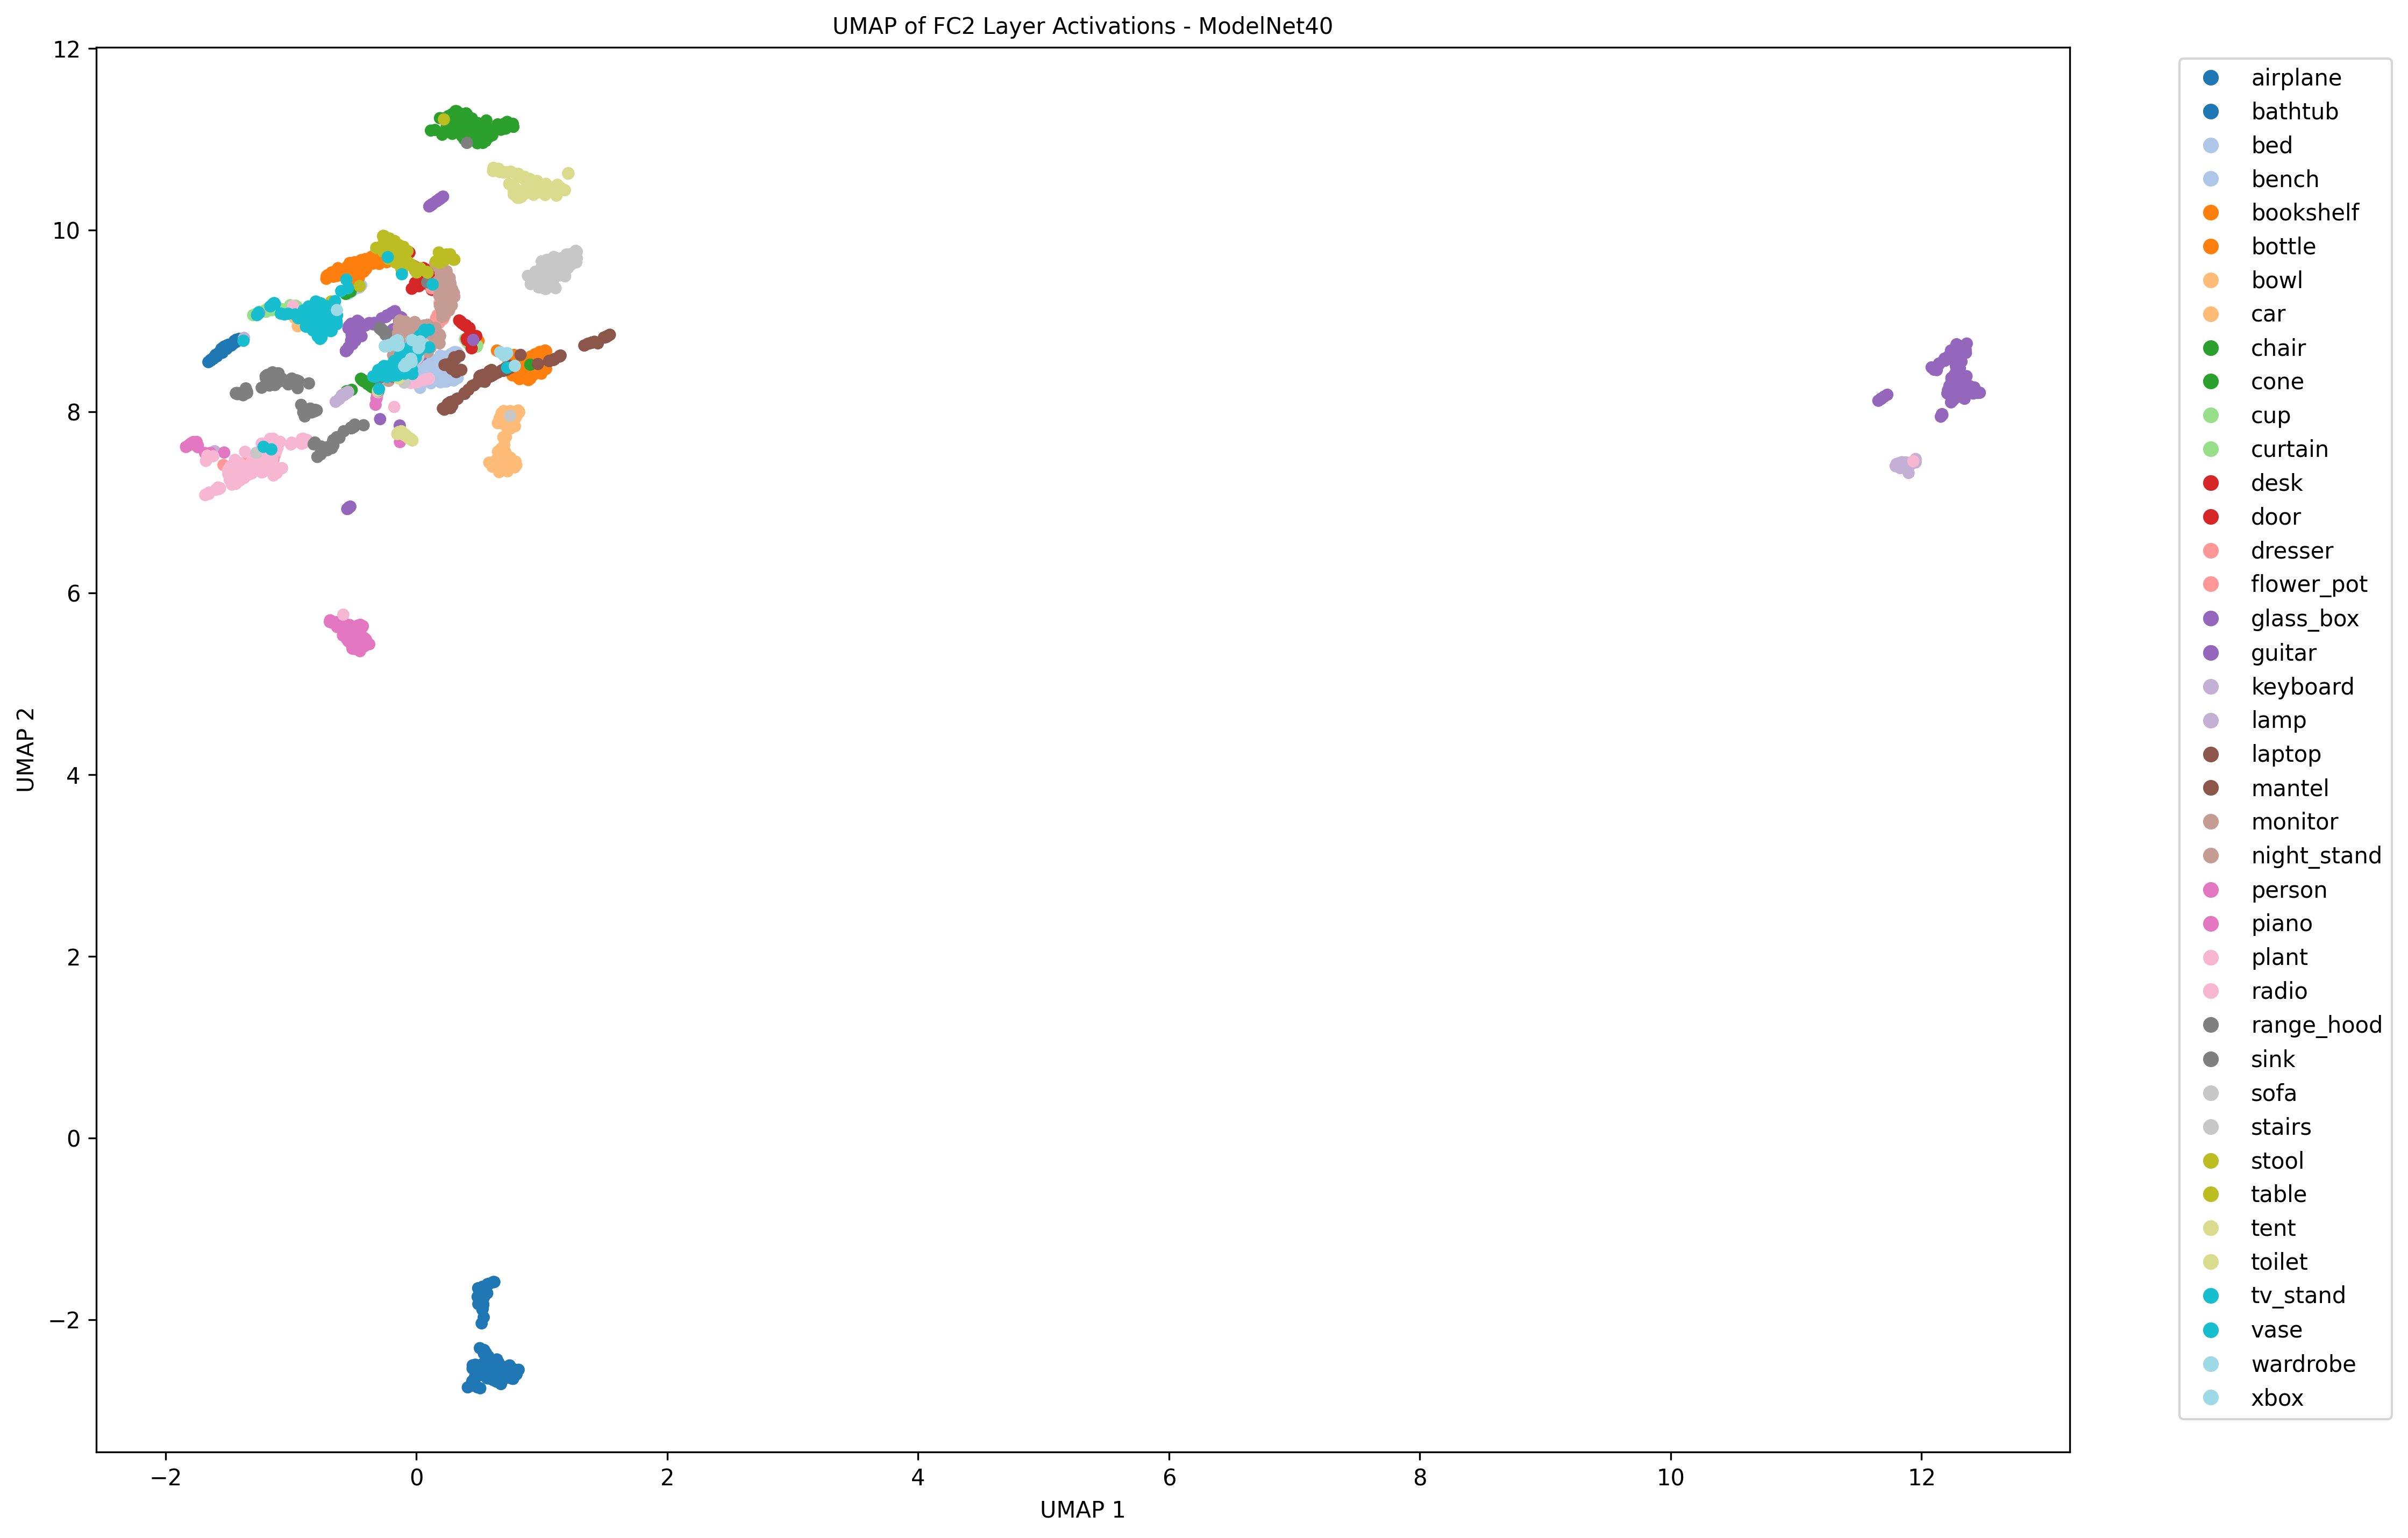 UMAP of FC2 Layer Activations - ModelNet40
12
10
8
6
4
2
0
−2
UMAP 2
−2
0
2
4
6
8
10
12
UMAP 1
airplane
bathtub
bed
bench
bookshelf
bottle
bowl
car
chair
cone
cup
curtain
desk
door
dresser
flower_pot
glass_box
guitar
keyboard
lamp
laptop
mantel
monitor
night_stand
person
piano
plant
radio
range_hood
sink
sofa
stairs
stool
table
tent
toilet
tv_stand
vase
wardrobe
xbox